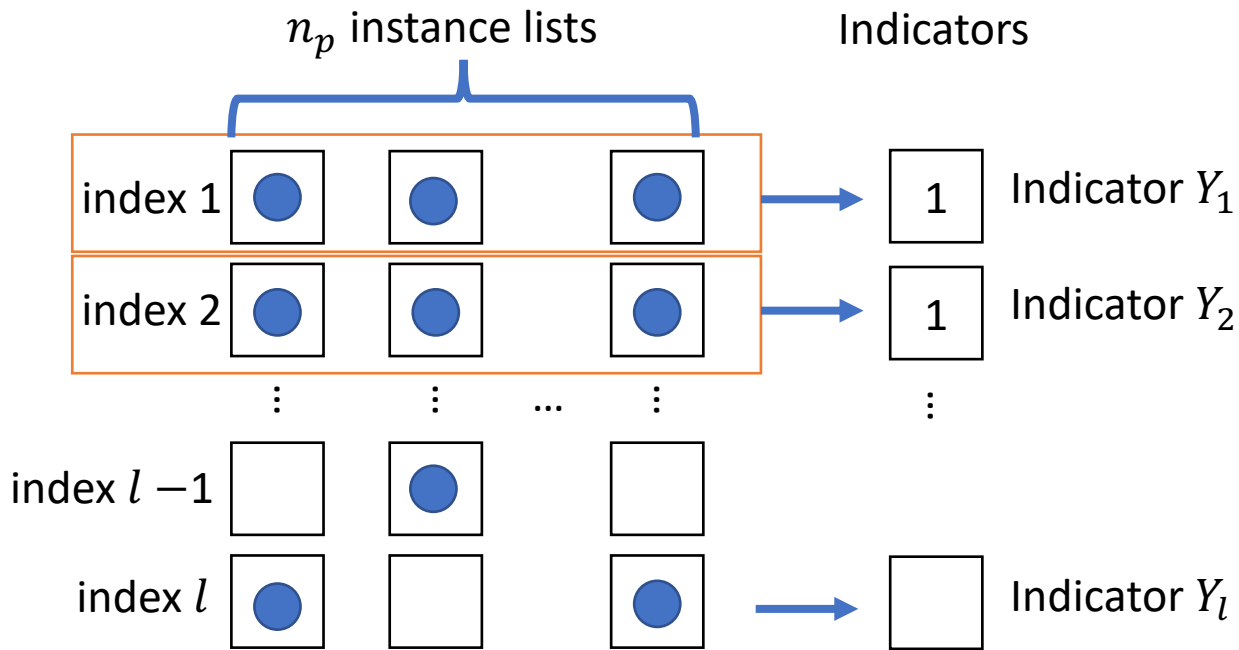 n_p instance lists Indicators
index 1 1 Indicator Y_1
index 2 1 Indicator Y_2
⋮ ⋮ ... ⋮ ⋮
index l −1
index l Indicator Y_l